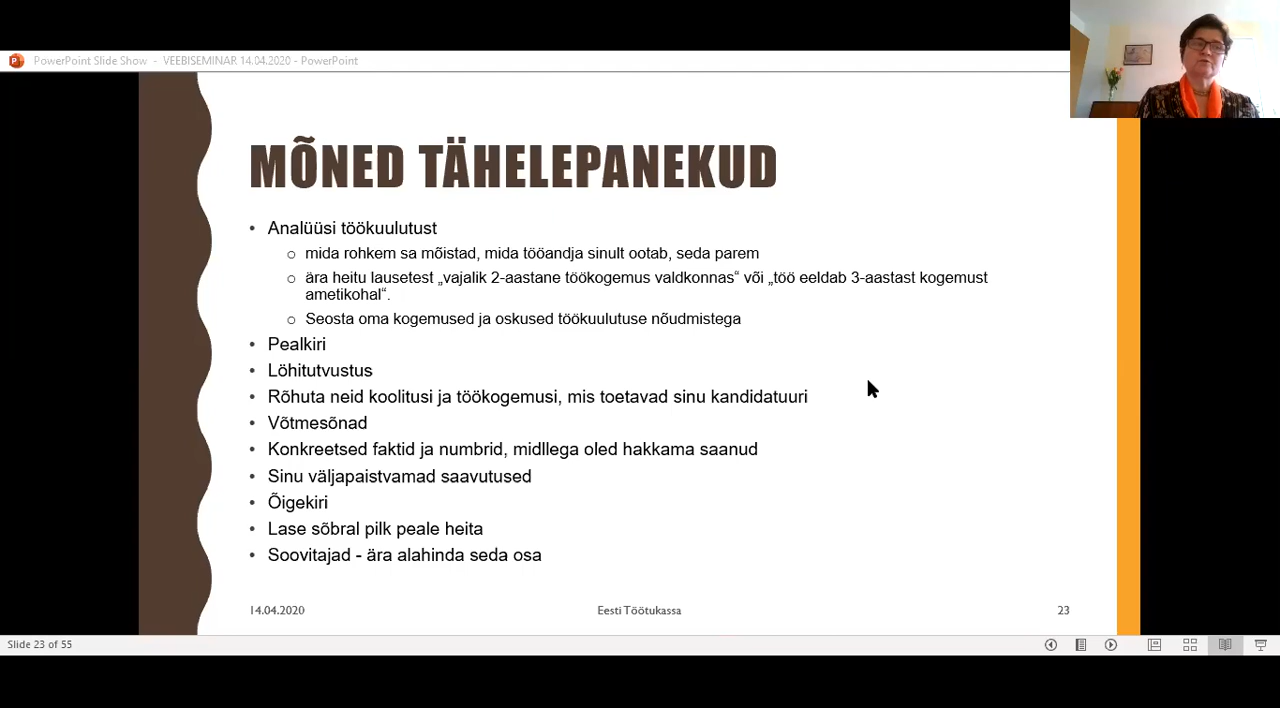 PowerPoint Slide Show - VEEBISEMINAR 14.04.2020 - PowerPoint
MÕNED TÄHELEPANEKUD
• Analüüsi töökuulutust
o mida rohkem sa mõistad, mida tööandja sinult ootab, seda parem
o ära heitu lausetest „vajalik 2-aastane töökogemus valdkonnas“ või „töö eeldab 3-aastast kogemust
ametikohal“.
o Seosta oma kogemused ja oskused töökuulutuse nõudmistega
• Pealkiri
• Löhitutvustus
• Rõhuta neid koolitusi ja töökogemusi, mis toetavad sinu kandidatuuri
• Võtmesõnad
• Konkreetsed faktid ja numbrid, midllega oled hakkama saanud
• Sinu väljapaistvamad saavutused
• Õigekiri
• Lase sõbral pilk peale heita
• Soovitajad - ära alahinda seda osa
14.04.2020 Eesti Töötukassa 23
Slide 23 of 55